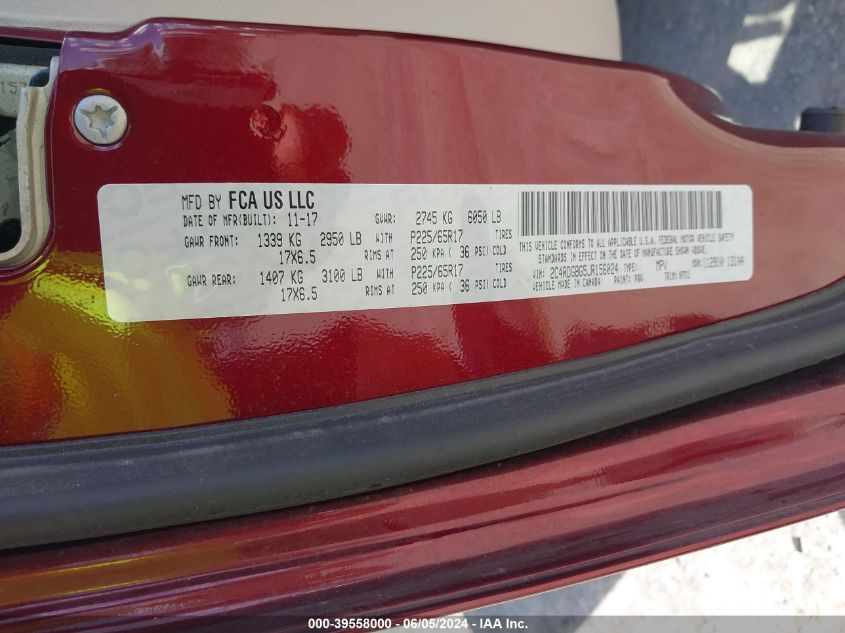 MFD BY FCA US LLC
DATE OF MFR(BUILT): 11-17 GVWR: 2745 KG 6050 LB
GAWR FRONT: 1339 KG 2950 LB WITH P225/65R17 TIRES
17X6.5 RIMS AT 250 KPA ( 36 PSI) COLD
GAWR REAR: 1407 KG 3100 LB WITH P225/65R17 TIRES
17X6.5 RIMS AT 250 KPA ( 36 PSI) COLD
THIS VEHICLE CONFORMS TO ALL APPLICABLE U.S.A. FEDERAL MOTOR VEHICLE SAFETY
STANDARDS IN EFFECT ON THE DATE OF MANUFACTURE SHOWN ABOVE.
VIN: 2C4RDGBG5JR156024 TYPE: MPV MDH: 112910 131AA
VEHICLE MADE IN CANADA PAINT: PRV TRIM:
000-39558000 - 06/05/2024 -